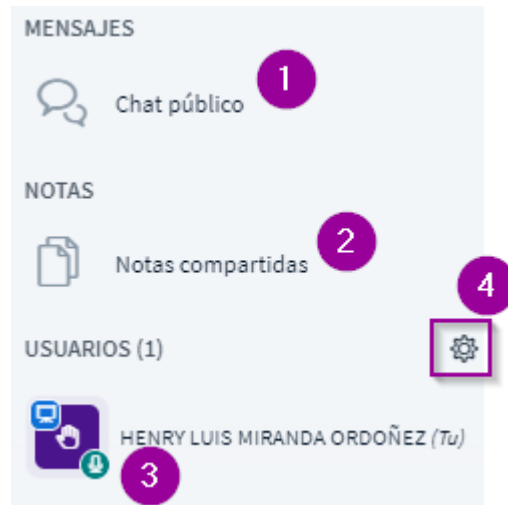 MENSAJES
1
Chat público
NOTAS
2
Notas compartidas
4
USUARIOS (1)
HENRY LUIS MIRANDA ORDOÑEZ (Tu)
3